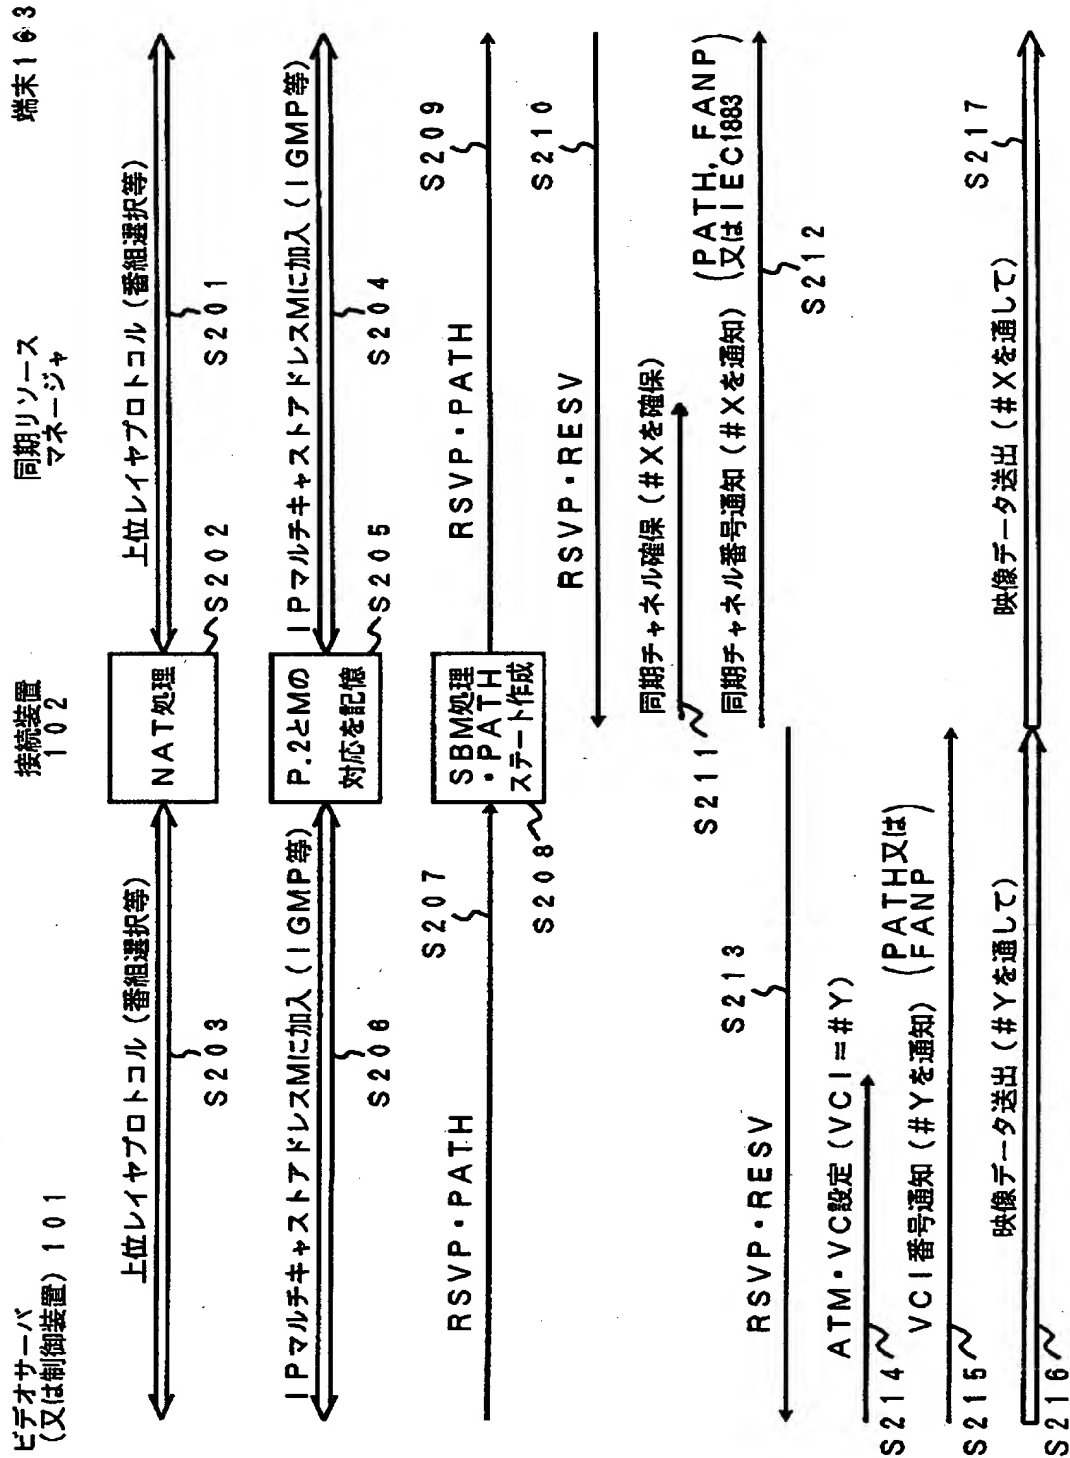 ビデオサーバ
(又は制御装置) 101
接続装置
102
同期リソース
マネージャ
端末103
上位レイヤプロトコル (番組選択等)
S203
NAT処理
S202
上位レイヤプロトコル (番組選択等)
S201
IPマルチキャストアドレスMに加入 (IGMP等)
S206
P.2とMの
対応を記憶
S205
IPマルチキャストアドレスMに加入 (IGMP等)
S204
RSVP・PATH
S207
SBM処理
・PATH
ステート作成
S208
RSVP・PATH
S209
RSVP・RESV
S210
同期チャネル確保 (#Xを確保)
S211
同期チャネル番号通知 (#Xを通知)
(PATH, FANP)
又はIEC1883
S212
RSVP・RESV
S213
ATM・VC設定 (VCI=#Y)
S214
VCI番号通知 (#Yを通知)
(PATH又は)
FANP
S215
映像データ送出 (#Yを通して)
S216
映像データ送出 (#Xを通して)
S217